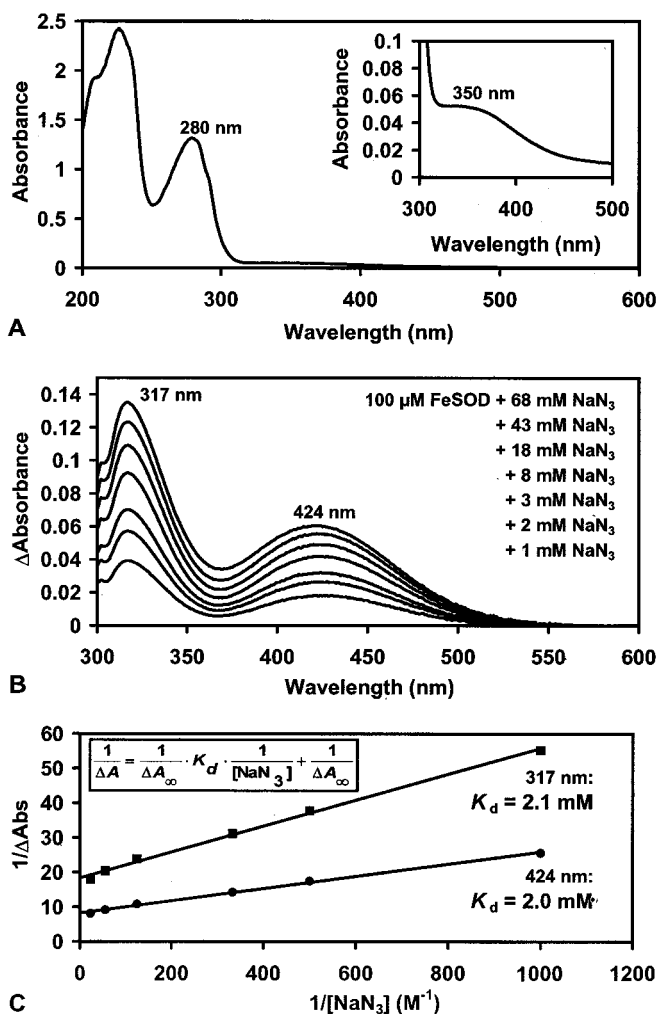 2.5
2
1.5
1
0.5
0
Absorbance
280 nm
200 300 400 500 600
Wavelength (nm)
0.1
0.08
0.06
0.04
0.02
0
Absorbance
350 nm
300 400 500
Wavelength (nm)
A
0.14
0.12
0.1
0.08
0.06
0.04
0.02
0
ΔAbsorbance
317 nm
424 nm
100 µM FeSOD + 68 mM NaN₃
+ 43 mM NaN₃
+ 18 mM NaN₃
+ 8 mM NaN₃
+ 3 mM NaN₃
+ 2 mM NaN₃
+ 1 mM NaN₃
300 350 400 450 500 550 600
Wavelength (nm)
B
60
50
40
30
20
10
0
1/ΔAbs
1/ΔA = 1/ΔA∞ · K_d · 1/[NaN₃] + 1/ΔA∞
317 nm:
K_d = 2.1 mM
424 nm:
K_d = 2.0 mM
0 200 400 600 800 1000 1200
1/[NaN₃] (M⁻¹)
C